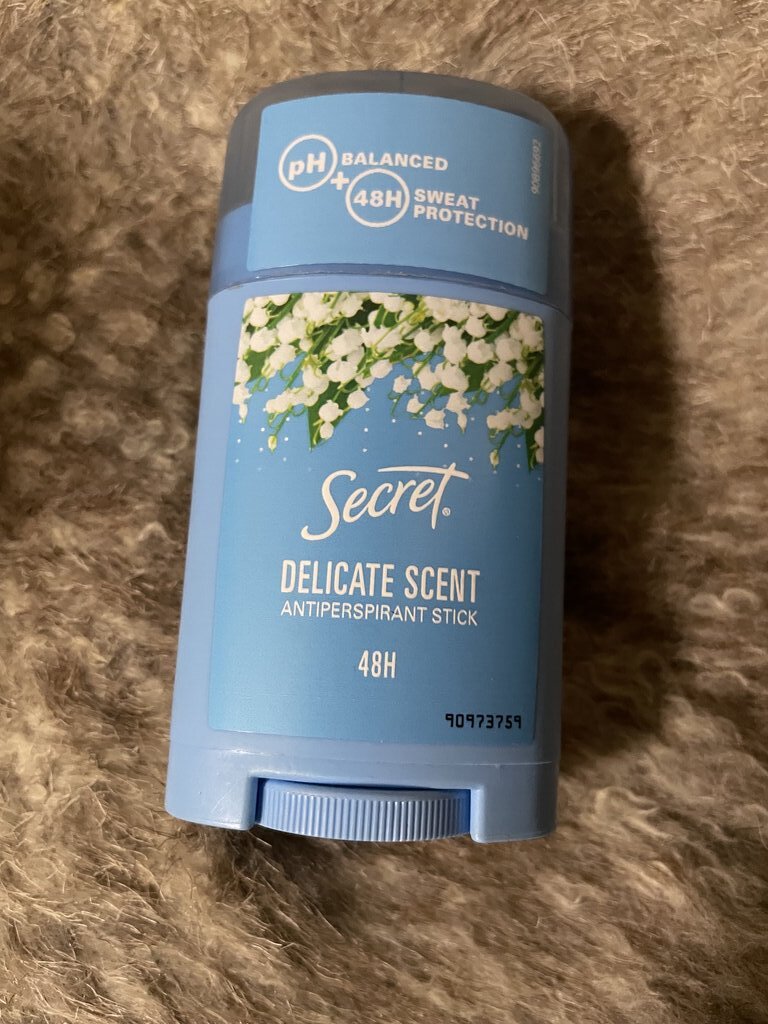 pH BALANCED
+ 48H SWEAT
PROTECTION
Secret®
DELICATE SCENT
ANTIPERSPIRANT STICK
48H
90973759